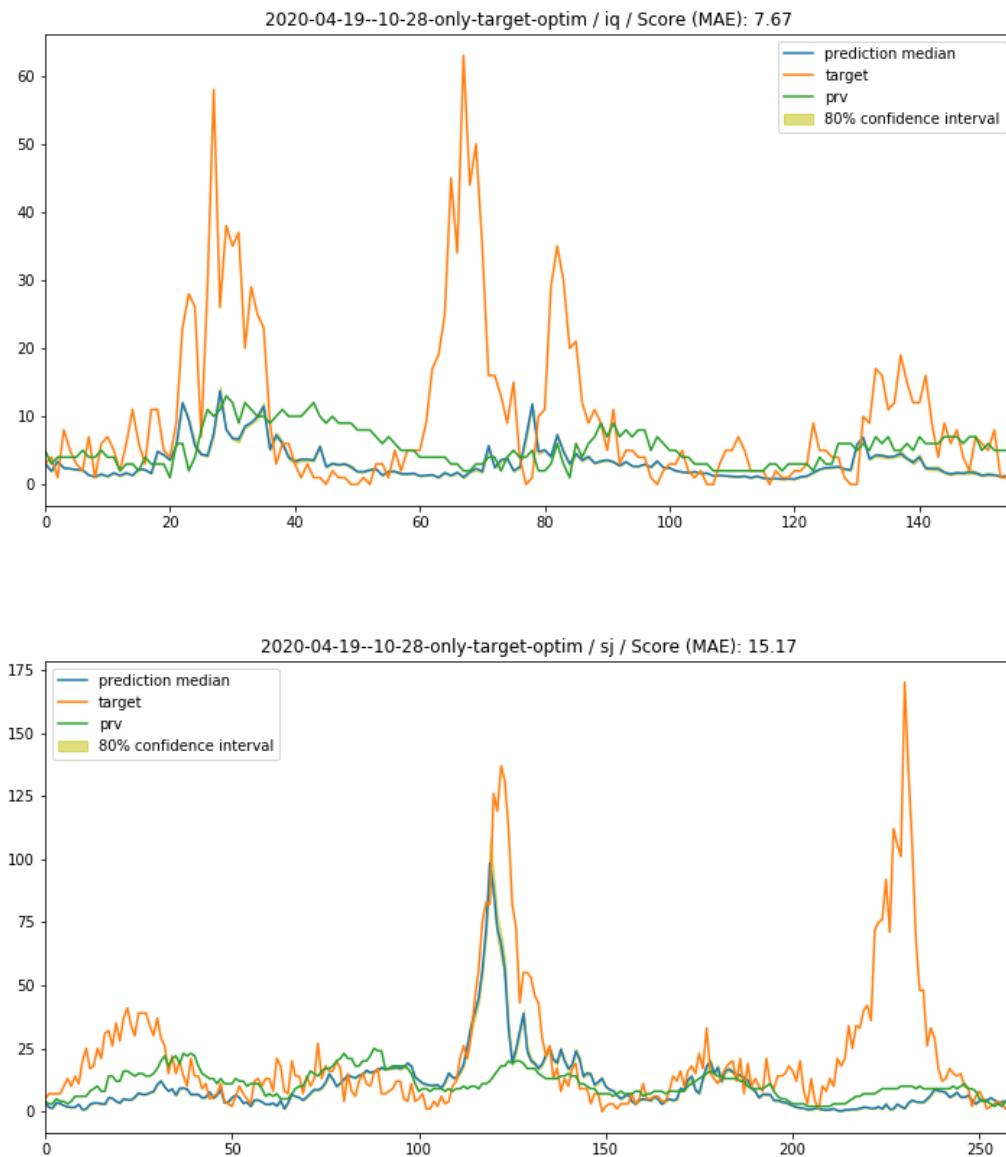 2020-04-19--10-28-only-target-optim / iq / Score (MAE): 7.67
prediction median
target
prv
80% confidence interval
60
50
40
30
20
10
0
0 20 40 60 80 100 120 140
2020-04-19--10-28-only-target-optim / sj / Score (MAE): 15.17
prediction median
target
prv
80% confidence interval
175
150
125
100
75
50
25
0
0 50 100 150 200 250